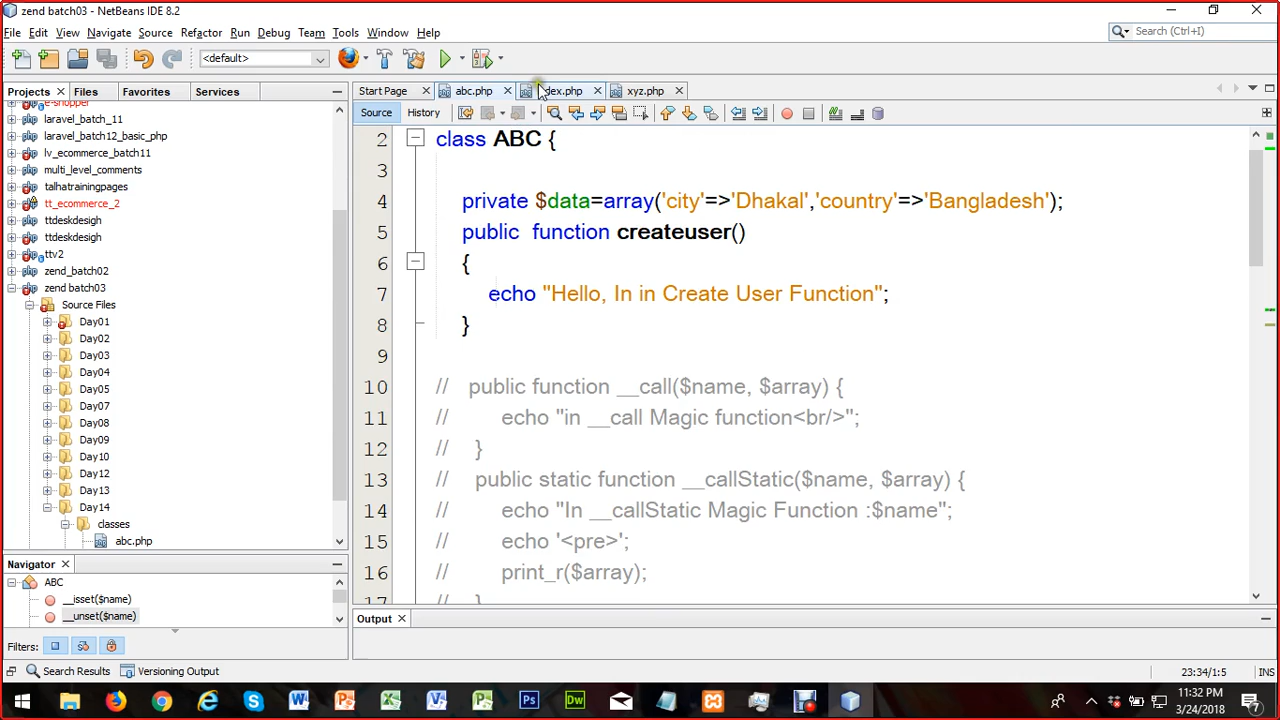 zend batch03 - NetBeans IDE 8.2
File Edit View Navigate Source Refactor Run Debug Team Tools Window Help
Search (Ctrl+I)
<default>
Projects Files Favorites Services
Start Page abc.php dex.php xyz.php
Source History
e-shopper
laravel_batch_11
laravel_batch12_basic_php
lv_ecommerce_batch11
multi_level_comments
talhatrainingpages
tt_ecommerce_2
ttdeskdesigh
ttdeskdesigh
ttv2
zend_batch02
zend batch03
Source Files
Day01
Day02
Day03
Day04
Day05
Day07
Day08
Day09
Day10
Day12
Day13
Day14
classes
abc.php
2 class ABC {
3
4 private $data=array('city'=>'Dhakal','country'=>'Bangladesh');
5 public function createuser()
6 {
7 echo "Hello, In in Create User Function";
8 }
9
10 // public function __call($name, $array) {
11 // echo "in __call Magic function<br/>";
12 // }
13 // public static function __callStatic($name, $array) {
14 // echo "In __callStatic Magic Function :$name";
15 // echo '<pre>';
16 // print_r($array);
17 // }
Navigator
ABC
__isset($name)
__unset($name)
Filters:
Output
Search Results Versioning Output
23:34/1:5 INS
11:32 PM
3/24/2018
7